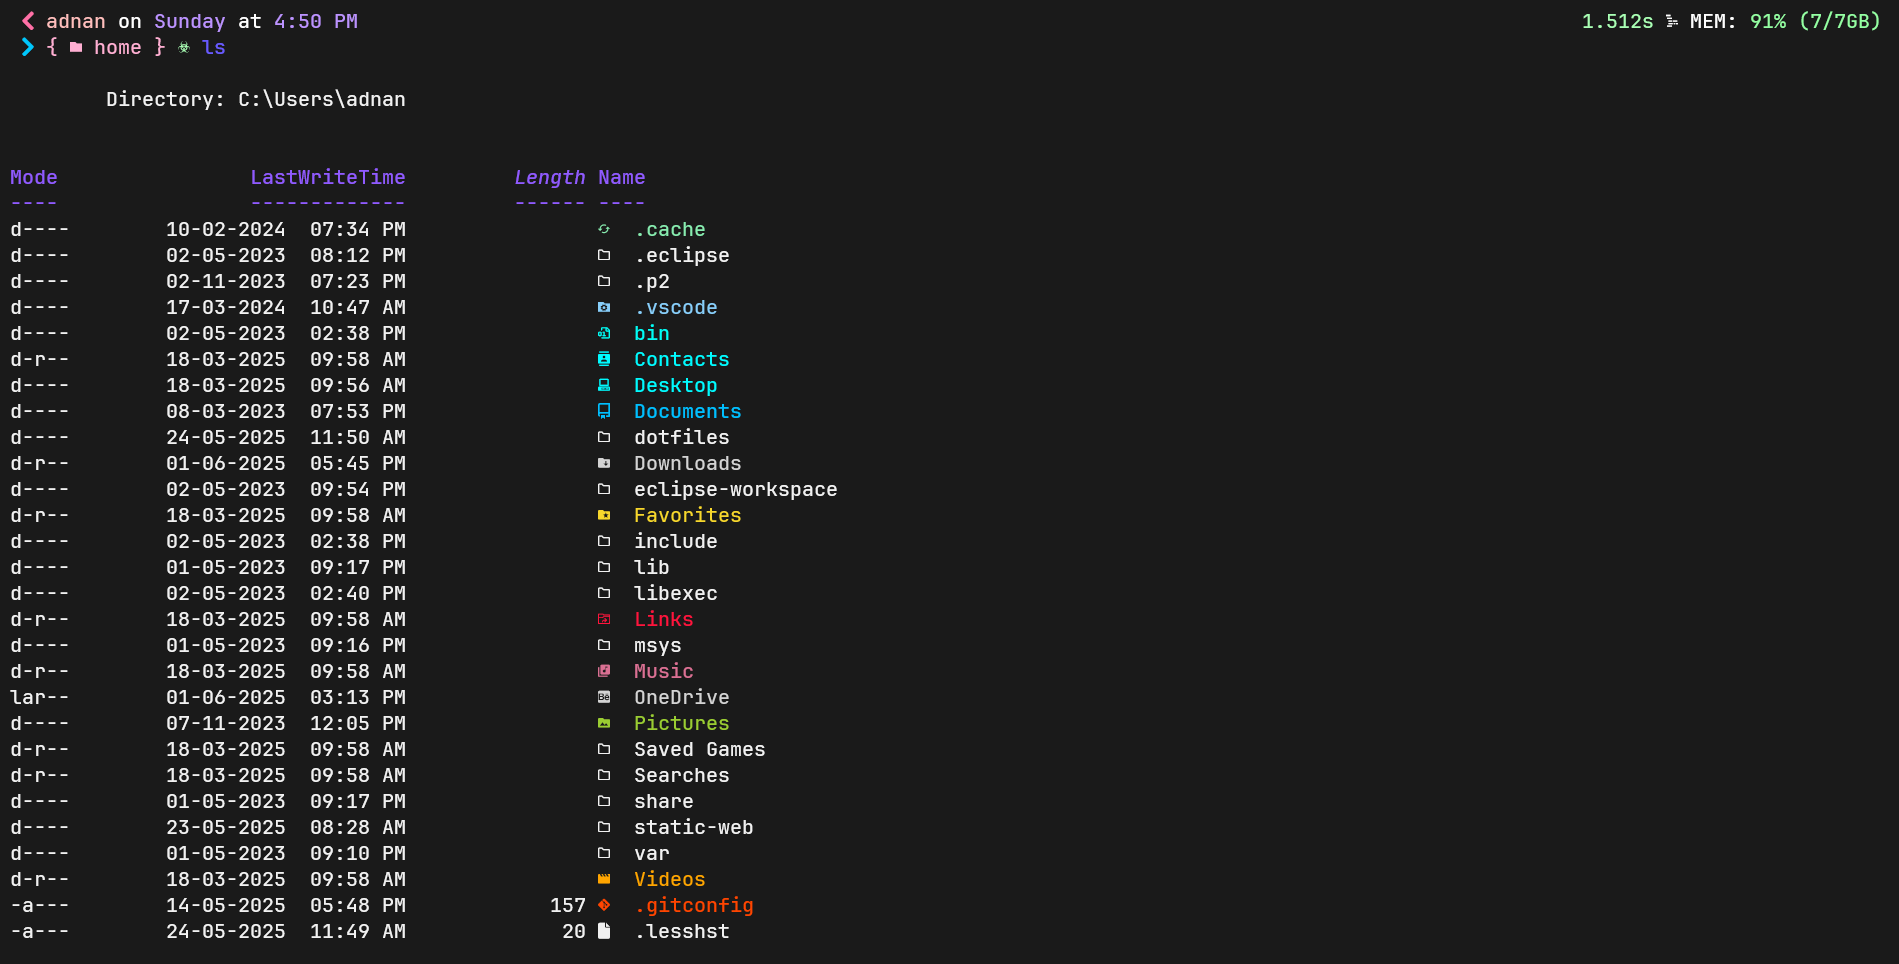 adnan on Sunday at 4:50 PM 1.512s MEM: 91% (7/7GB)
{ home } ls
Directory: C:\Users\adnan
Mode LastWriteTime Length Name
---- ------------- ------ ----
d---- 10-02-2024 07:34 PM .cache
d---- 02-05-2023 08:12 PM .eclipse
d---- 02-11-2023 07:23 PM .p2
d---- 17-03-2024 10:47 AM .vscode
d---- 02-05-2023 02:38 PM bin
d-r-- 18-03-2025 09:58 AM Contacts
d---- 18-03-2025 09:56 AM Desktop
d---- 08-03-2023 07:53 PM Documents
d---- 24-05-2025 11:50 AM dotfiles
d-r-- 01-06-2025 05:45 PM Downloads
d---- 02-05-2023 09:54 PM eclipse-workspace
d-r-- 18-03-2025 09:58 AM Favorites
d---- 02-05-2023 02:38 PM include
d---- 01-05-2023 09:17 PM lib
d---- 02-05-2023 02:40 PM libexec
d-r-- 18-03-2025 09:58 AM Links
d---- 01-05-2023 09:16 PM msys
d-r-- 18-03-2025 09:58 AM Music
lar-- 01-06-2025 03:13 PM OneDrive
d---- 07-11-2023 12:05 PM Pictures
d-r-- 18-03-2025 09:58 AM Saved Games
d-r-- 18-03-2025 09:58 AM Searches
d---- 01-05-2023 09:17 PM share
d---- 23-05-2025 08:28 AM static-web
d---- 01-05-2023 09:10 PM var
d-r-- 18-03-2025 09:58 AM Videos
-a--- 14-05-2025 05:48 PM 157 .gitconfig
-a--- 24-05-2025 11:49 AM 20 .lesshst